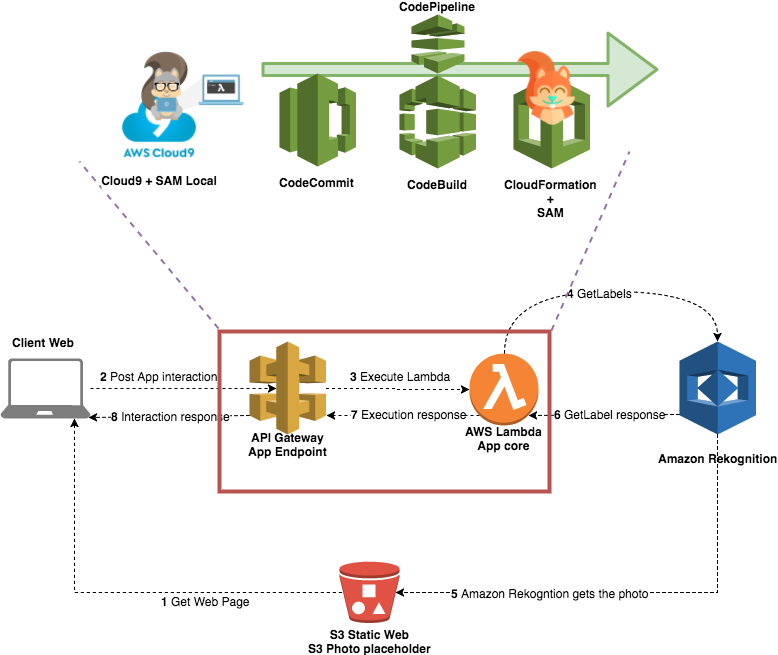 CodePipeline
AWS Cloud9
Cloud9 + SAM Local
CodeCommit
CodeBuild
CloudFormation
+
SAM
4 GetLabels
Client Web
2 Post App interaction
3 Execute Lambda
8 Interaction response
7 Execution response
6 GetLabel response
API Gateway
App Endpoint
AWS Lambda
App core
Amazon Rekognition
1 Get Web Page
5 Amazon Rekogntion gets the photo
S3 Static Web
S3 Photo placeholder